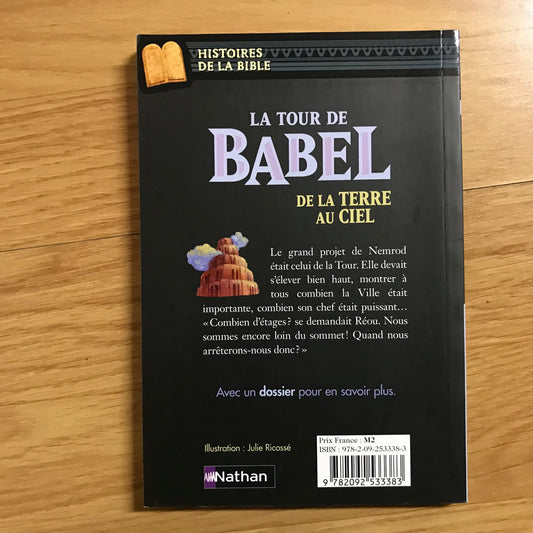 HISTOIRES
DE LA BIBLE
LA TOUR DE
BABEL
DE LA TERRE
AU CIEL
Le grand projet de Nemrod
était celui de la Tour. Elle devait
s'élever bien haut, montrer à
tous combien la Ville était
importante, combien son chef était puissant…
« Combien d'étages ? se demandait Réou. Nous
sommes encore loin du sommet ! Quand nous
arrêterons-nous donc ? »
Avec un dossier pour en savoir plus.
Illustration : Julie Ricossé
Nathan
Prix France : M2
ISBN : 978-2-09-253338-3
9 782092 533383